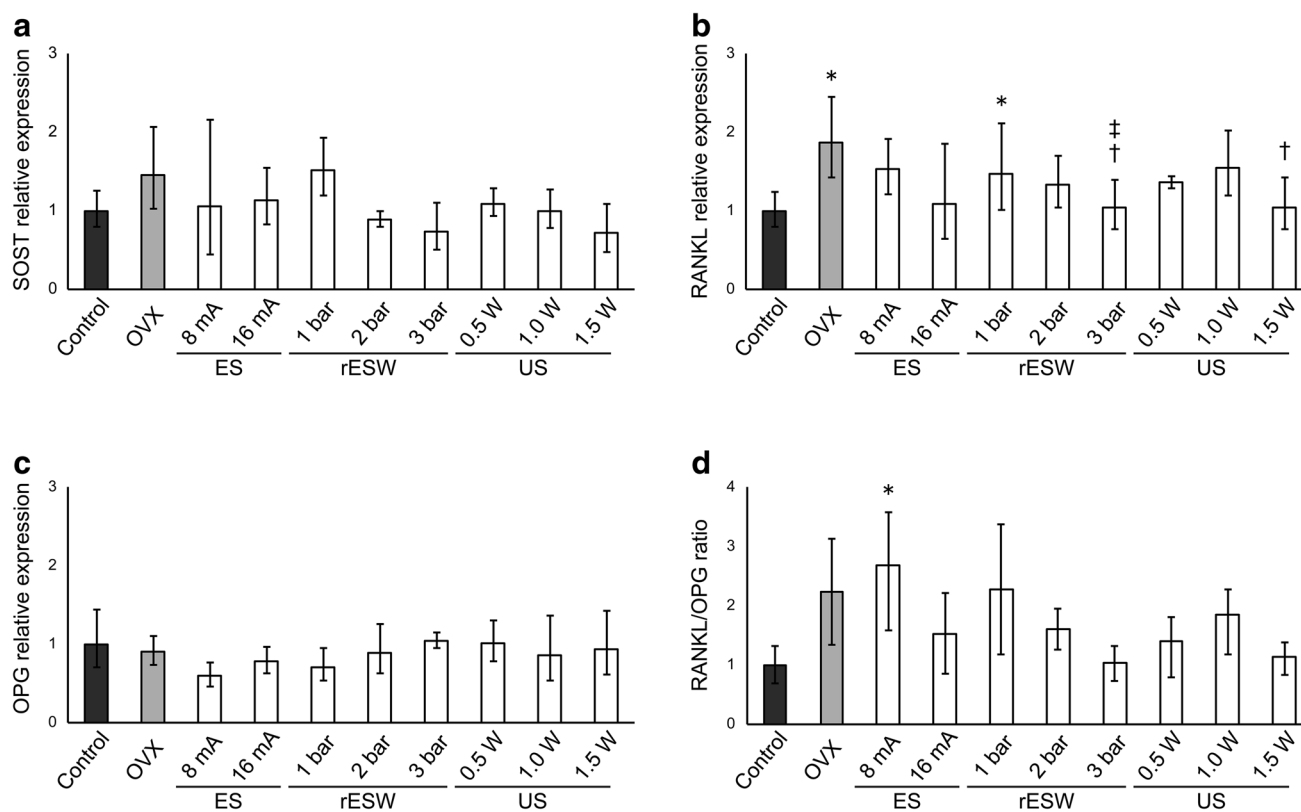 a
SOST relative expression
3
2
1
0
Control
OVX
8 mA
16 mA
1 bar
2 bar
3 bar
0.5 W
1.0 W
1.5 W
ES
rESW
US
b
RANKL relative expression
3
2
1
0
*
*
‡
†
†
Control
OVX
8 mA
16 mA
1 bar
2 bar
3 bar
0.5 W
1.0 W
1.5 W
ES
rESW
US
c
OPG relative expression
3
2
1
0
Control
OVX
8 mA
16 mA
1 bar
2 bar
3 bar
0.5 W
1.0 W
1.5 W
ES
rESW
US
d
RANKL/OPG ratio
4
3
2
1
0
*
Control
OVX
8 mA
16 mA
1 bar
2 bar
3 bar
0.5 W
1.0 W
1.5 W
ES
rESW
US